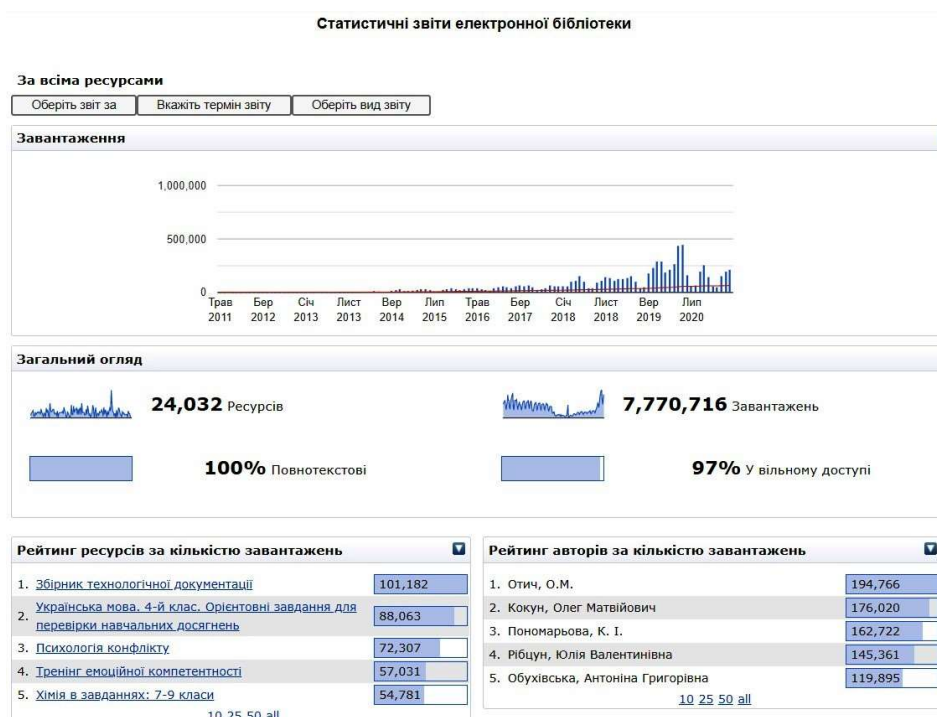 Статистичні звіти електронної бібліотеки
За всіма ресурсами
Оберіть звіт за Вкажіть термін звіту Оберіть вид звіту
Завантаження
1,000,000
500,000
0
Трав Бер Січ Лист Вер Лип Трав Бер Січ Лист Вер Лип
2011 2012 2013 2013 2014 2015 2016 2017 2018 2018 2019 2020
Загальний огляд
24,032 Ресурсів 7,770,716 Завантажень
100% Повнотекстові 97% У вільному доступі
Рейтинг ресурсів за кількістю завантажень
1. Збірник технологічної документації 101,182
2. Українська мова. 4-й клас. Орієнтовні завдання для
перевірки навчальних досягнень 88,063
3. Психологія конфлікту 72,307
4. Тренінг емоційної компетентності 57,031
5. Хімія в завданнях: 7-9 класи 54,781
10 25 50 all
Рейтинг авторів за кількістю завантажень
1. Отич, О.М. 194,766
2. Кокун, Олег Матвійович 176,020
3. Пономарьова, К. І. 162,722
4. Рібцун, Юлія Валентинівна 145,361
5. Обухівська, Антоніна Григорівна 119,895
10 25 50 all